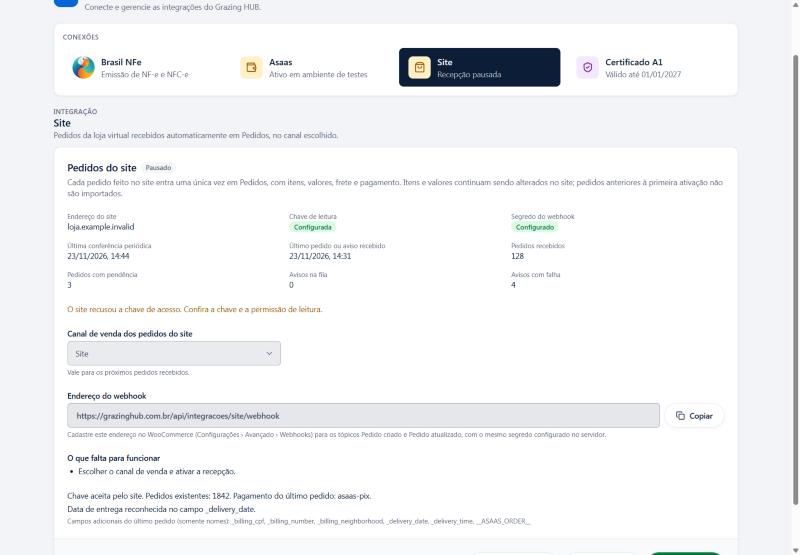 Conecte e gerencie as integrações do Grazing HUB.
CONEXÕES
Brasil NFe
Emissão de NF-e e NFC-e
Asaas
Ativo em ambiente de testes
Site
Recepção pausada
Certificado A1
Válido até 01/01/2027
INTEGRAÇÃO
Site
Pedidos da loja virtual recebidos automaticamente em Pedidos, no canal escolhido.
Pedidos do site Pausado
Cada pedido feito no site entra uma única vez em Pedidos, com itens, valores, frete e pagamento. Itens e valores continuam sendo alterados no site; pedidos anteriores à primeira ativação não
são importados.
Endereço do site
loja.example.invalid
Chave de leitura
Configurada
Segredo do webhook
Configurado
Última conferência periódica
23/11/2026, 14:44
Último pedido ou aviso recebido
23/11/2026, 14:31
Pedidos recebidos
128
Pedidos com pendência
3
Avisos na fila
0
Avisos com falha
4
O site recusou a chave de acesso. Confira a chave e a permissão de leitura.
Canal de venda dos pedidos do site
Site
Vale para os próximos pedidos recebidos.
Endereço do webhook
https://grazinghub.com.br/api/integracoes/site/webhook
Copiar
Cadastre este endereço no WooCommerce (Configurações › Avançado › Webhooks) para os tópicos Pedido criado e Pedido atualizado, com o mesmo segredo configurado no servidor.
O que falta para funcionar
• Escolher o canal de venda e ativar a recepção.
Chave aceita pelo site. Pedidos existentes: 1842. Pagamento do último pedido: asaas-pix.
Data de entrega reconhecida no campo _delivery_date.
Campos adicionais do último pedido (somente nomes): _billing_cpf, _billing_number, _billing_neighborhood, _delivery_date, _delivery_time, __ASAAS_ORDER__